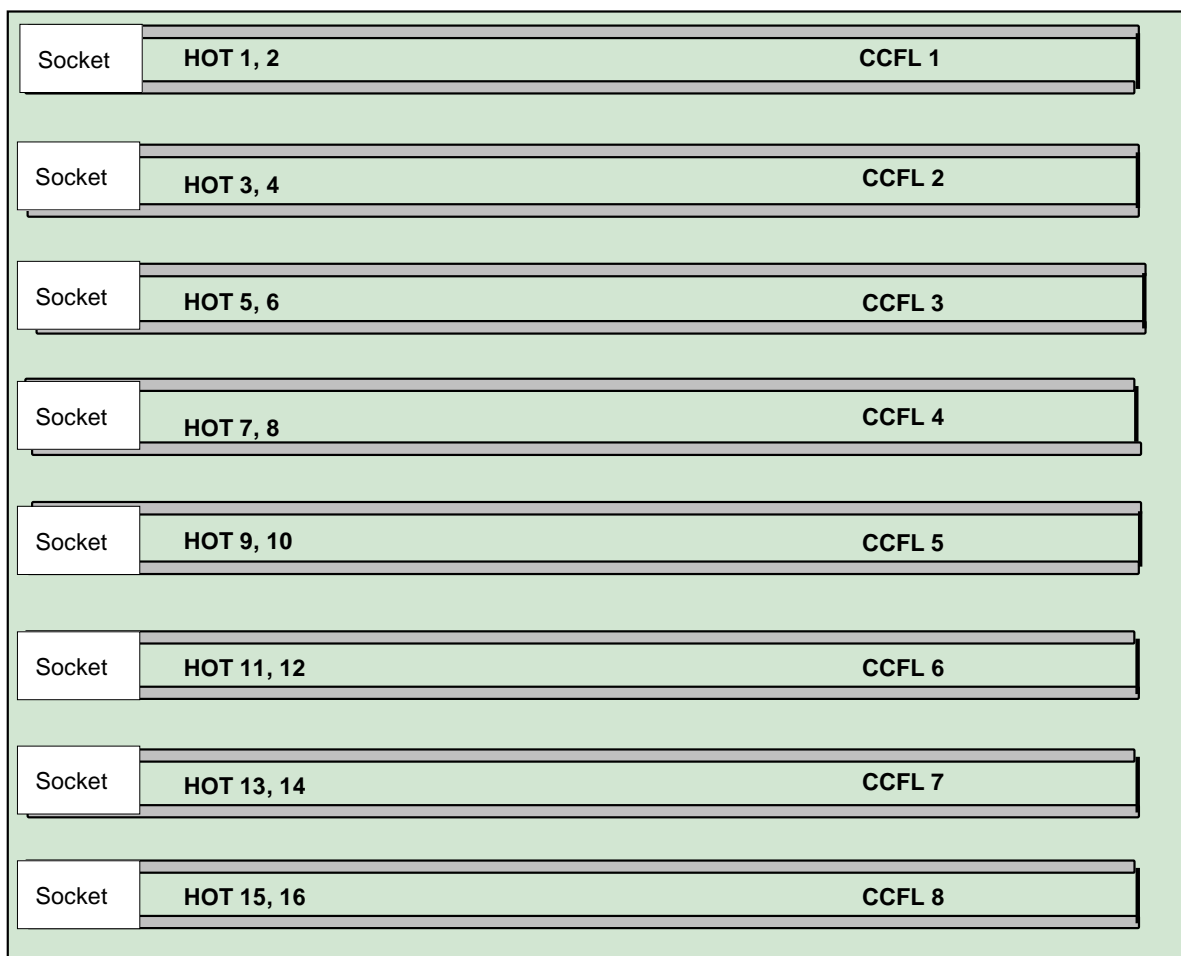 Socket HOT 1, 2 CCFL 1
Socket HOT 3, 4 CCFL 2
Socket HOT 5, 6 CCFL 3
Socket HOT 7, 8 CCFL 4
Socket HOT 9, 10 CCFL 5
Socket HOT 11, 12 CCFL 6
Socket HOT 13, 14 CCFL 7
Socket HOT 15, 16 CCFL 8